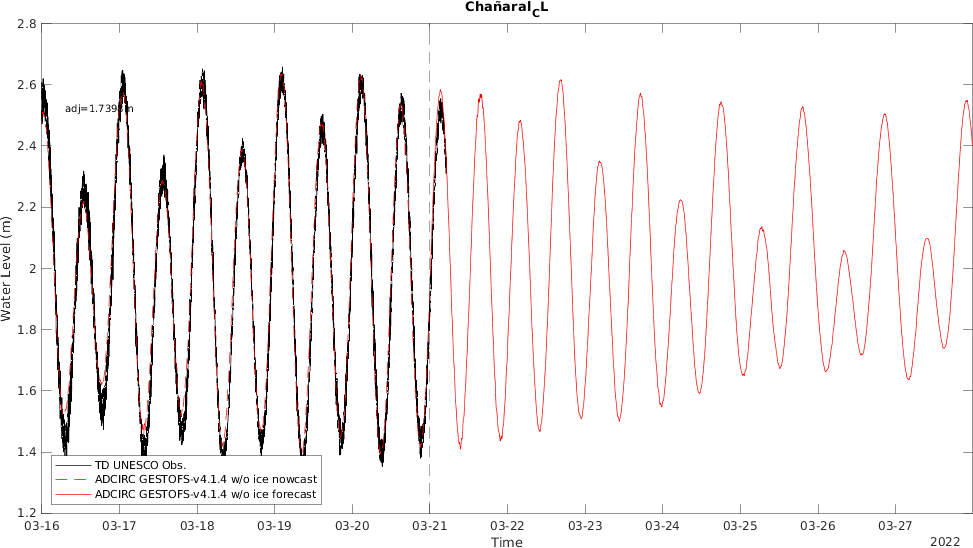 Chañaral_CL
2.8
2.6
2.4
2.2
2
1.8
1.6
1.4
1.2
Water Level (m)
adj=1.7398m
TD UNESCO Obs.
ADCIRC GESTOFS-v4.1.4 w/o ice nowcast
ADCIRC GESTOFS-v4.1.4 w/o ice forecast
03-16 03-17 03-18 03-19 03-20 03-21 03-22 03-23 03-24 03-25 03-26 03-27
Time
2022